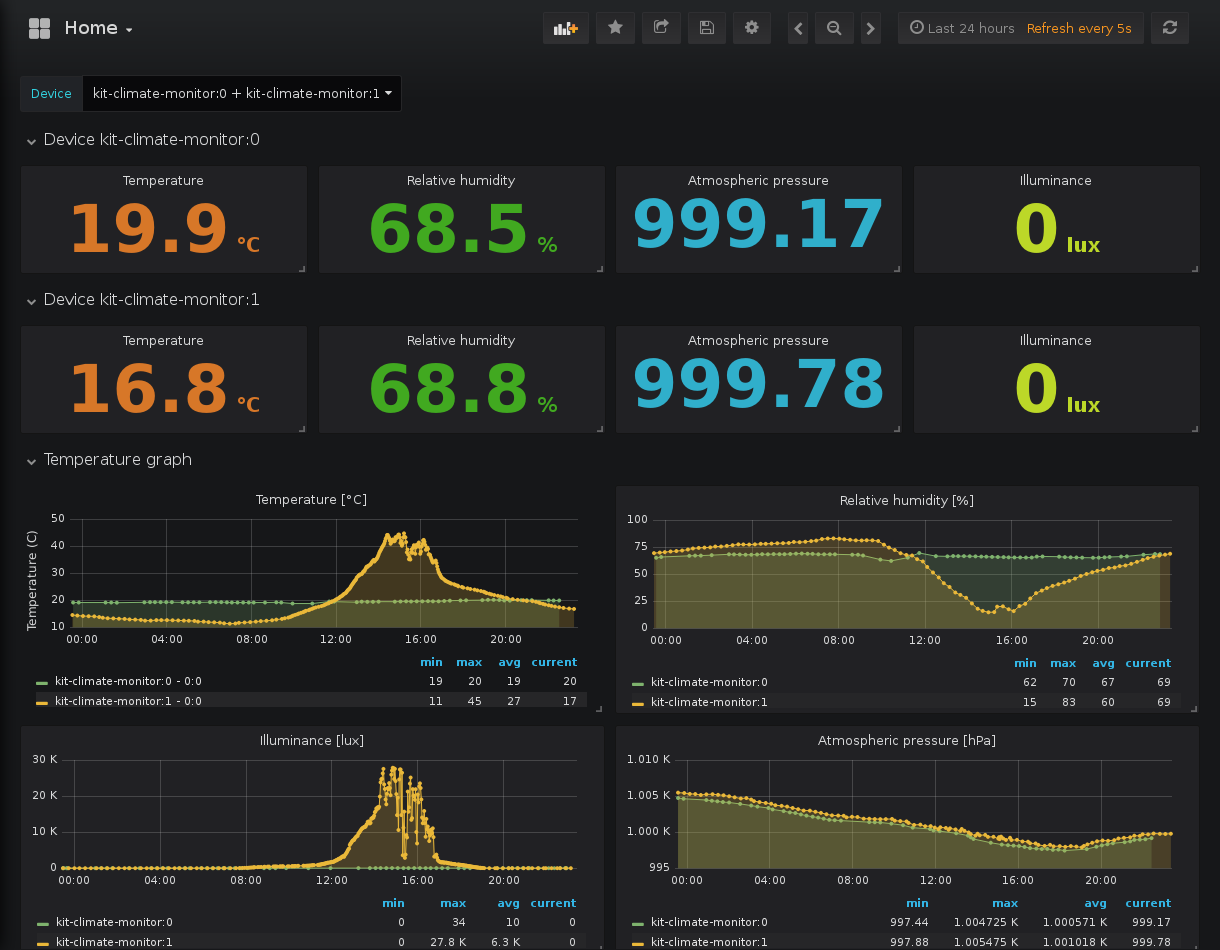 Home
Last 24 hours Refresh every 5s
Device kit-climate-monitor:0 + kit-climate-monitor:1
Device kit-climate-monitor:0
Temperature Relative humidity Atmospheric pressure Illuminance
19.9 °C 68.5 % 999.17 0 lux
Device kit-climate-monitor:1
Temperature Relative humidity Atmospheric pressure Illuminance
16.8 °C 68.8 % 999.78 0 lux
Temperature graph
Temperature [°C]
Temperature (C)
50
40
30
20
10
00:00 04:00 08:00 12:00 16:00 20:00
min max avg current
kit-climate-monitor:0 - 0:0 19 20 19 20
kit-climate-monitor:1 - 0:0 11 45 27 17
Relative humidity [%]
100
75
50
25
0
00:00 04:00 08:00 12:00 16:00 20:00
min max avg current
kit-climate-monitor:0 62 70 67 69
kit-climate-monitor:1 15 83 60 69
Illuminance [lux]
30 K
20 K
10 K
0
00:00 04:00 08:00 12:00 16:00 20:00
min max avg current
kit-climate-monitor:0 0 34 10 0
kit-climate-monitor:1 0 27.8 K 6.3 K 0
Atmospheric pressure [hPa]
1.010 K
1.005 K
1.000 K
995
00:00 04:00 08:00 12:00 16:00 20:00
min max avg current
kit-climate-monitor:0 997.44 1.004725 K 1.000571 K 999.17
kit-climate-monitor:1 997.88 1.005475 K 1.001018 K 999.78